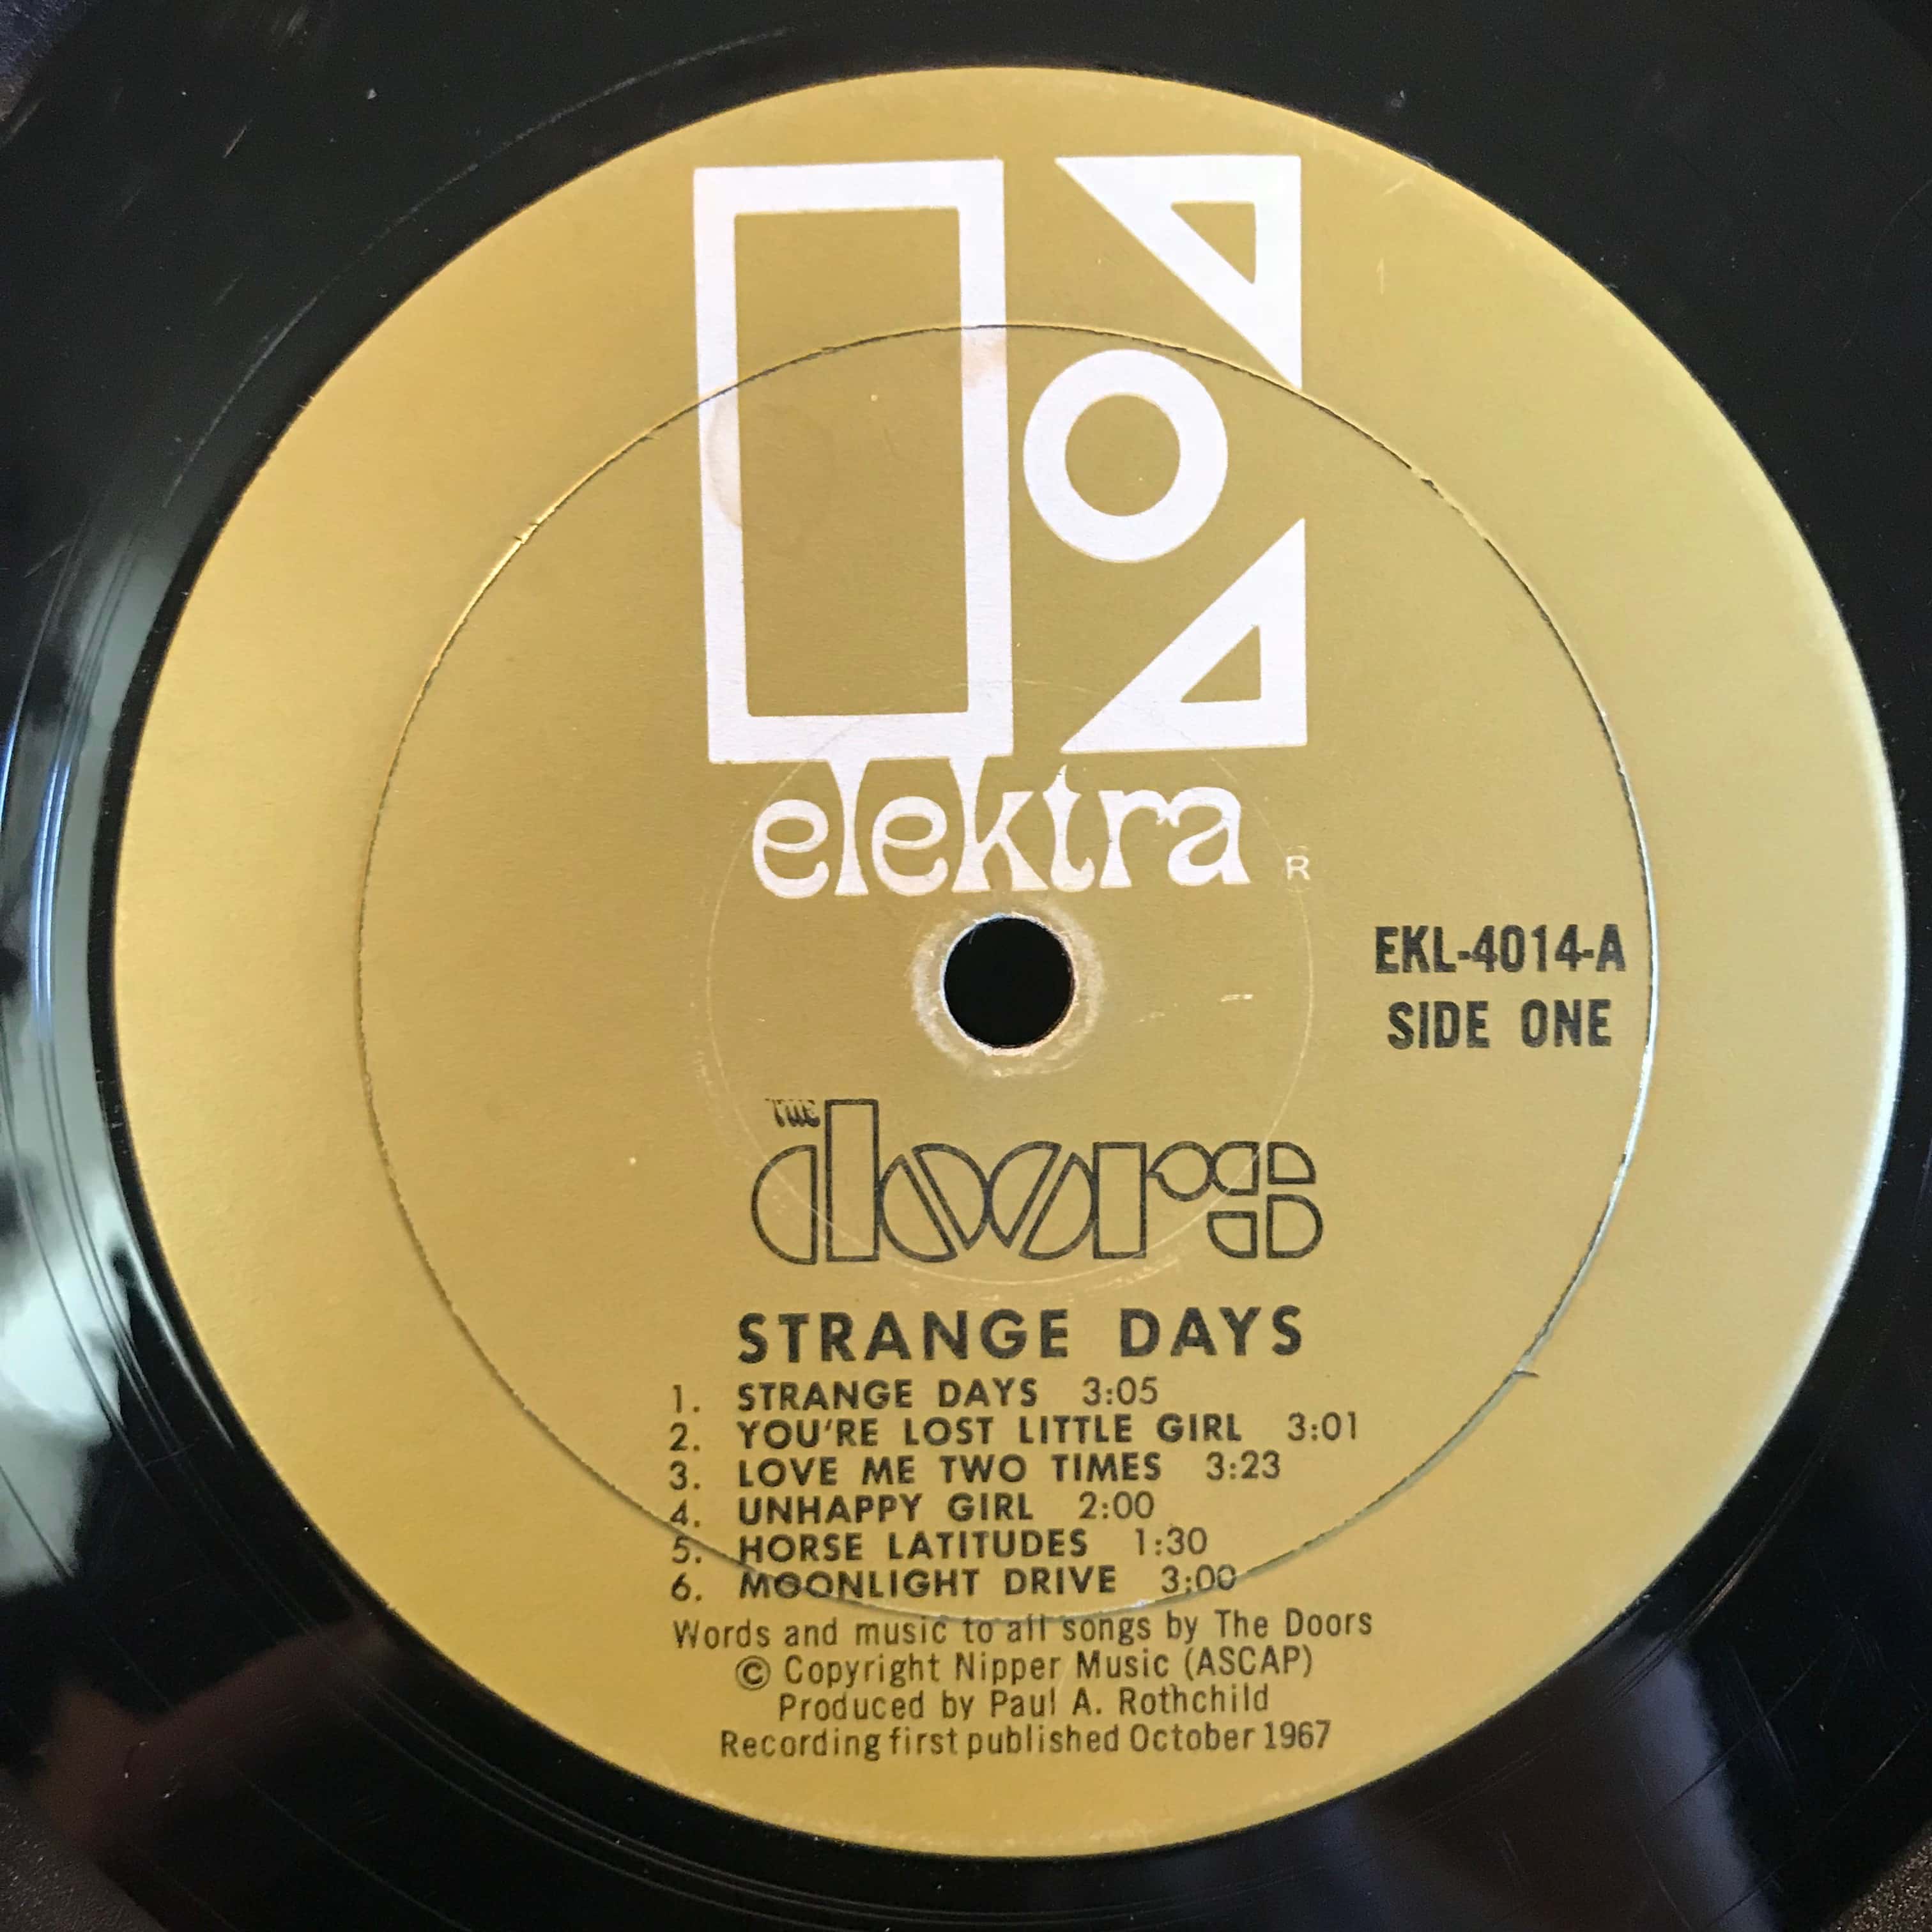 elektra ®
EKL-4014-A
SIDE ONE
THE doors
STRANGE DAYS
1. STRANGE DAYS 3:05
2. YOU'RE LOST LITTLE GIRL 3:01
3. LOVE ME TWO TIMES 3:23
4. UNHAPPY GIRL 2:00
5. HORSE LATITUDES 1:30
6. MOONLIGHT DRIVE 3:00
Words and music to all songs by The Doors
© Copyright Nipper Music (ASCAP)
Produced by Paul A. Rothchild
Recording first published October 1967